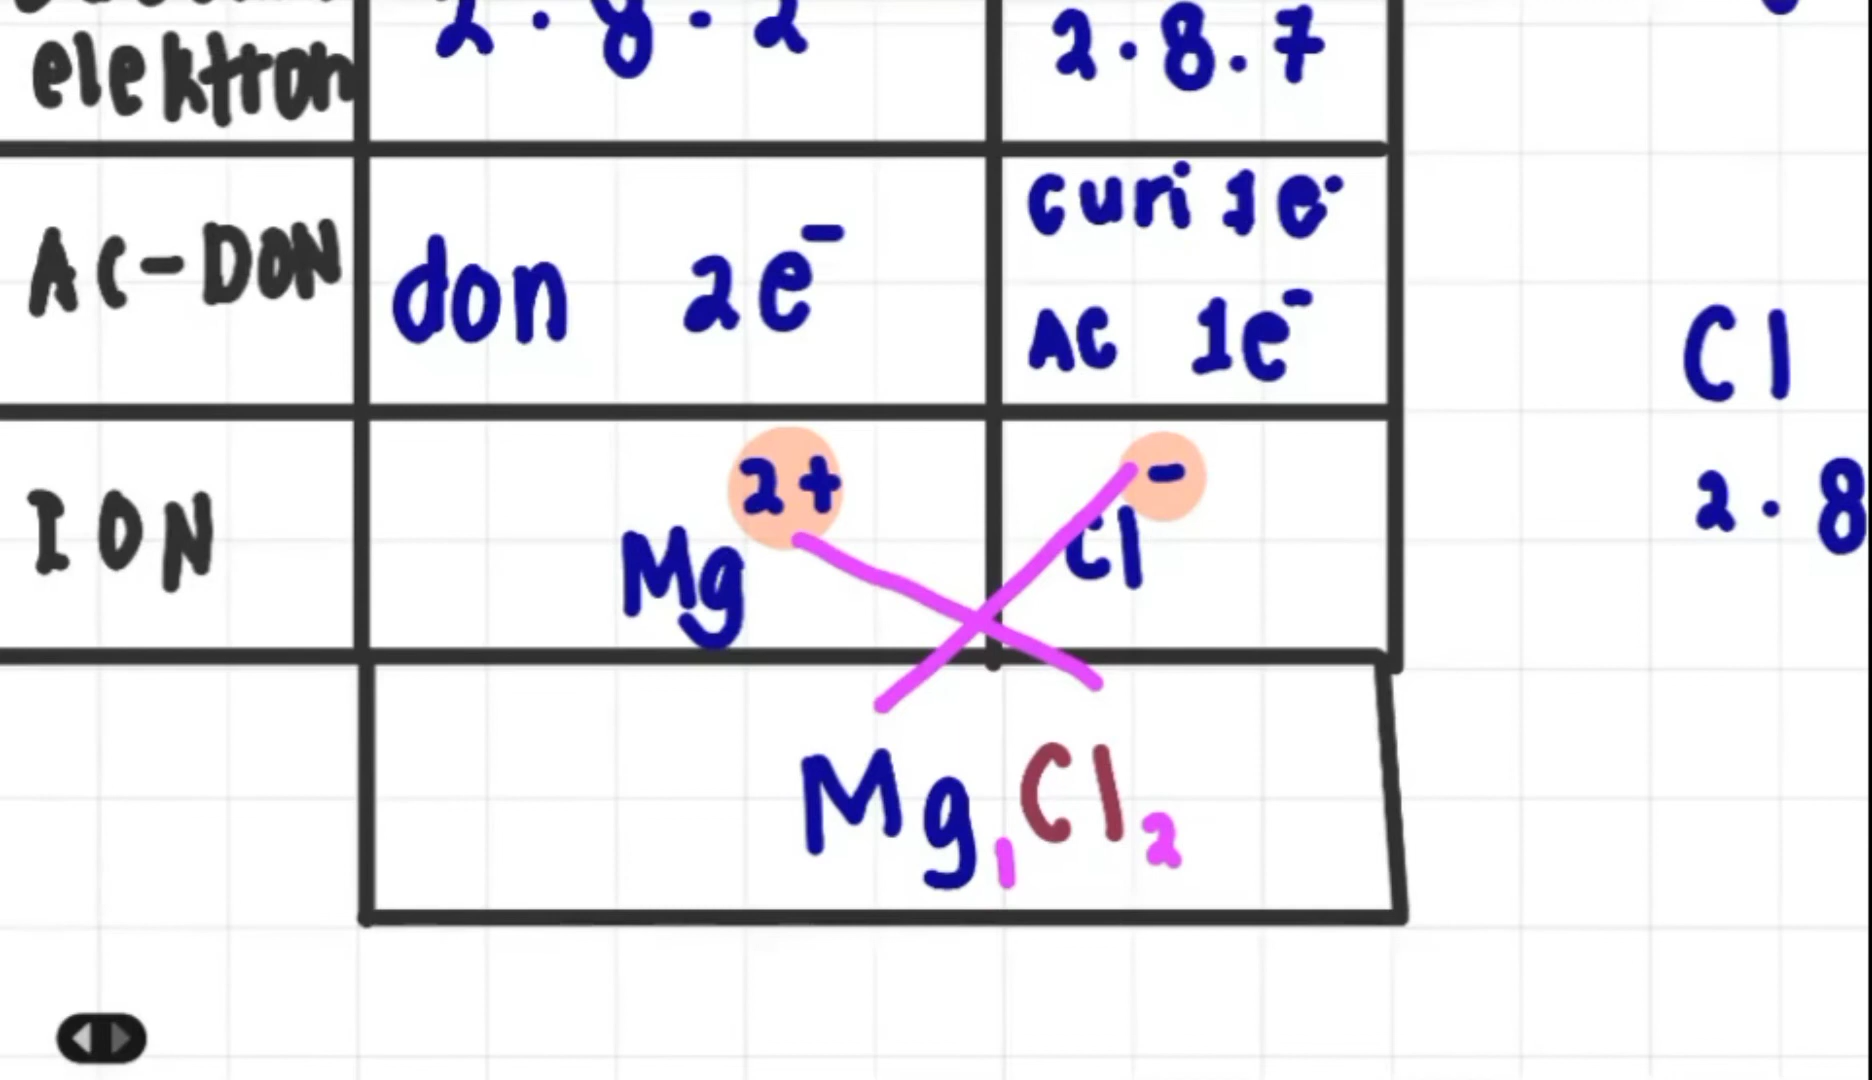 elektron 2 . 8 . 2 2 . 8 . 7
AC-DON don 2e⁻ curi 1e⁻
AC 1e⁻
ION Mg²⁺ Cl⁻
Mg₁Cl₂
Cl
2 . 8